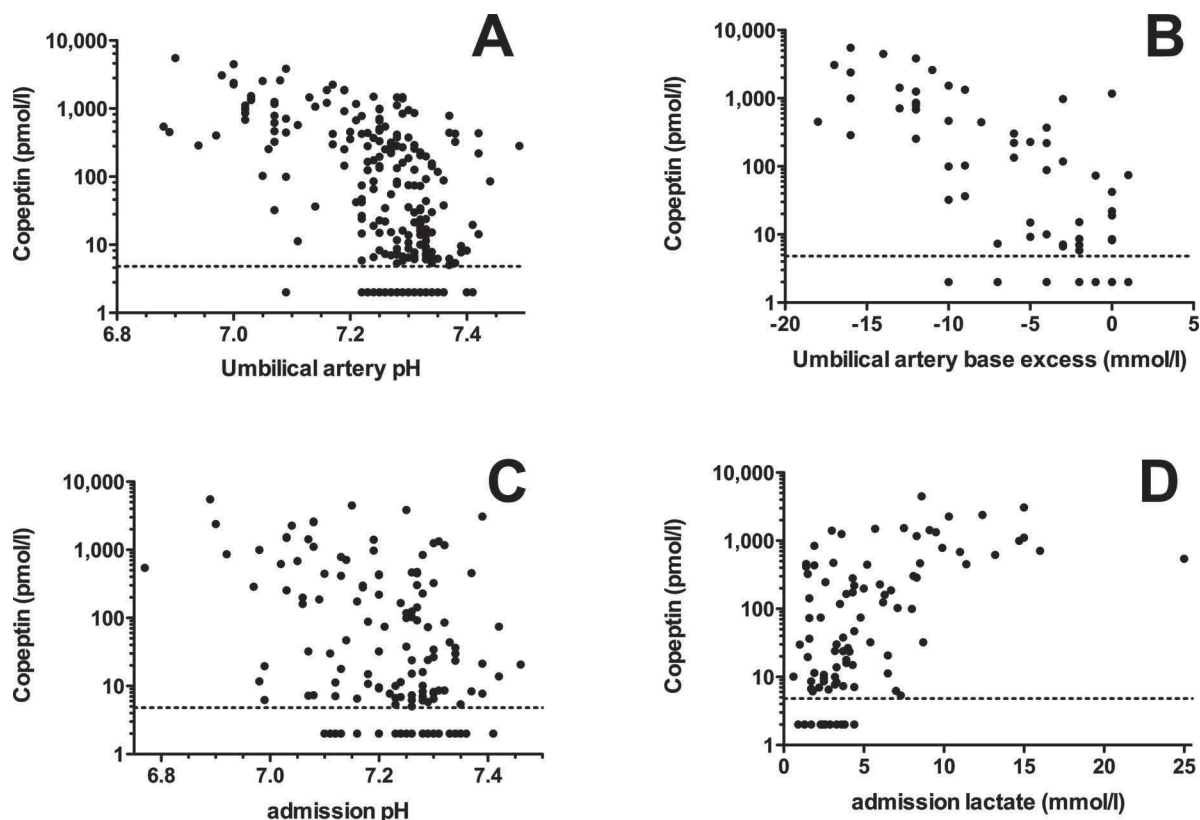 A
Copeptin (pmol/l)
10,000
1,000
100
10
1
6.8 7.0 7.2 7.4
Umbilical artery pH
B
Copeptin (pmol/l)
10,000
1,000
100
10
1
-20 -15 -10 -5 0 5
Umbilical artery base excess (mmol/l)
C
Copeptin (pmol/l)
10,000
1,000
100
10
1
6.8 7.0 7.2 7.4
admission pH
D
Copeptin (pmol/l)
10,000
1,000
100
10
1
0 5 10 15 20 25
admission lactate (mmol/l)